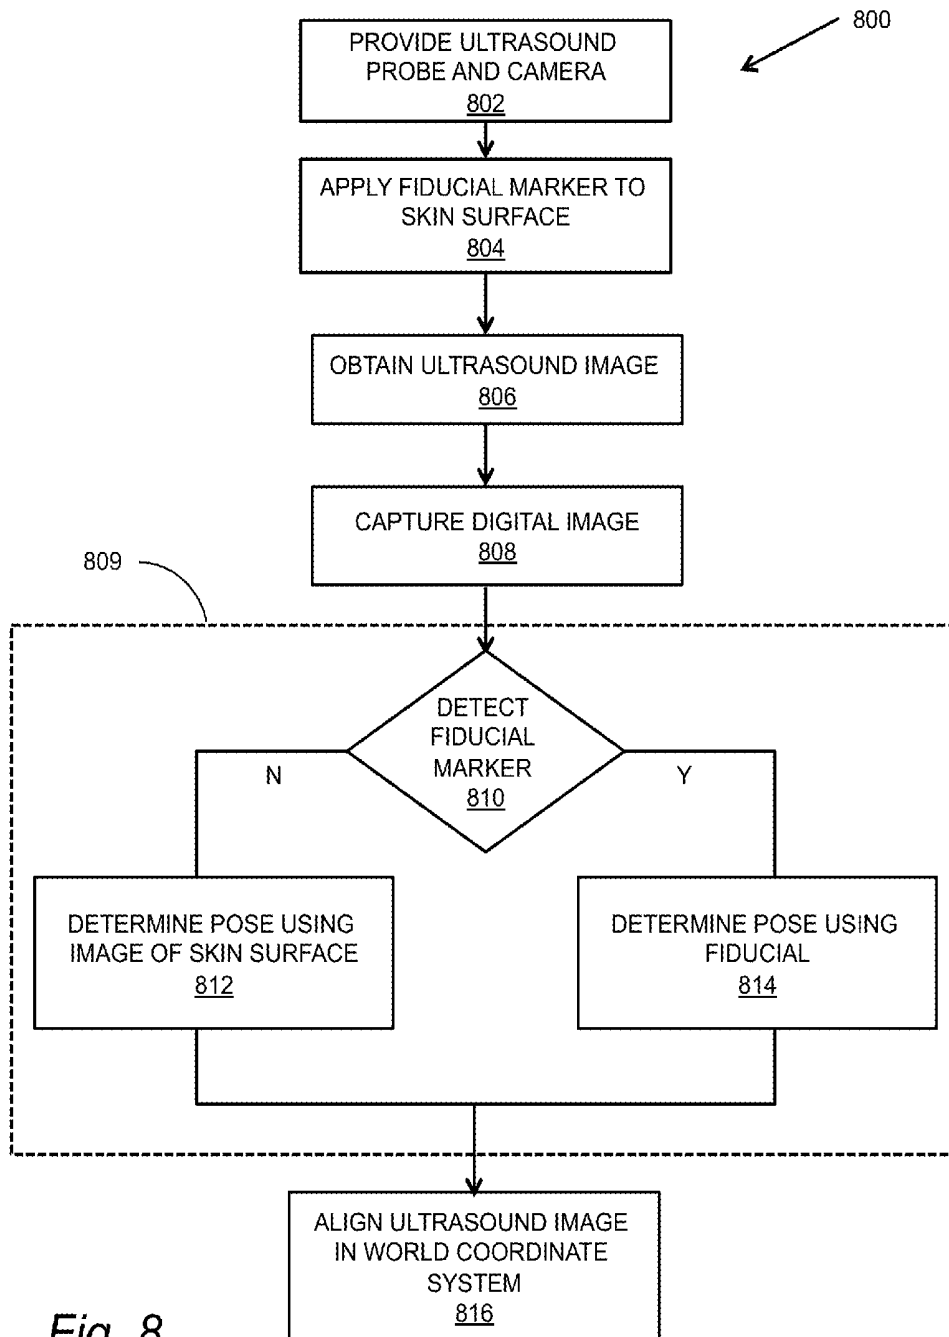 800
PROVIDE ULTRASOUND
PROBE AND CAMERA
802
APPLY FIDUCIAL MARKER TO
SKIN SURFACE
804
OBTAIN ULTRASOUND IMAGE
806
CAPTURE DIGITAL IMAGE
808
809
DETECT
FIDUCIAL
MARKER
810
N
Y
DETERMINE POSE USING
IMAGE OF SKIN SURFACE
812
DETERMINE POSE USING
FIDUCIAL
814
ALIGN ULTRASOUND IMAGE
IN WORLD COORDINATE
SYSTEM
816
Fig. 8